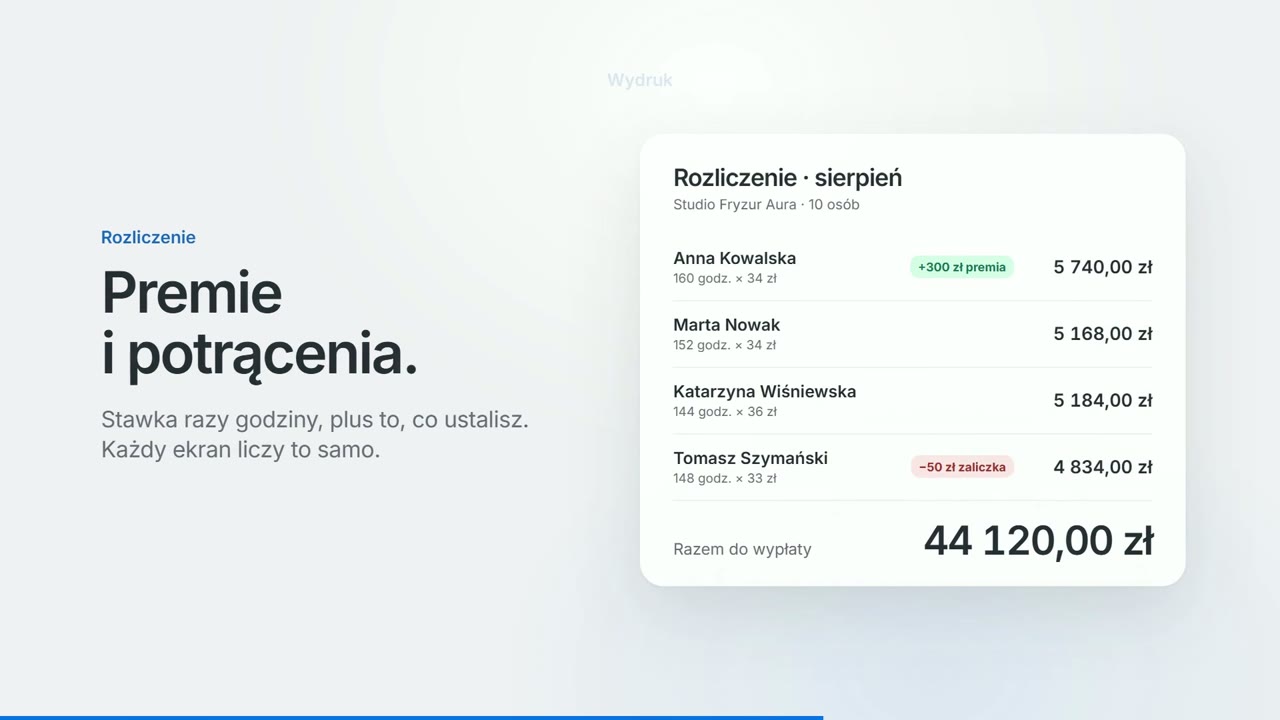 Wydruk
Rozliczenie
Premie
i potrącenia.
Stawka razy godziny, plus to, co ustalisz.
Każdy ekran liczy to samo.
Rozliczenie · sierpień
Studio Fryzur Aura · 10 osób
Anna Kowalska
160 godz. × 34 zł
+300 zł premia
5 740,00 zł
Marta Nowak
152 godz. × 34 zł
5 168,00 zł
Katarzyna Wiśniewska
144 godz. × 36 zł
5 184,00 zł
Tomasz Szymański
148 godz. × 33 zł
−50 zł zaliczka
4 834,00 zł
Razem do wypłaty
44 120,00 zł